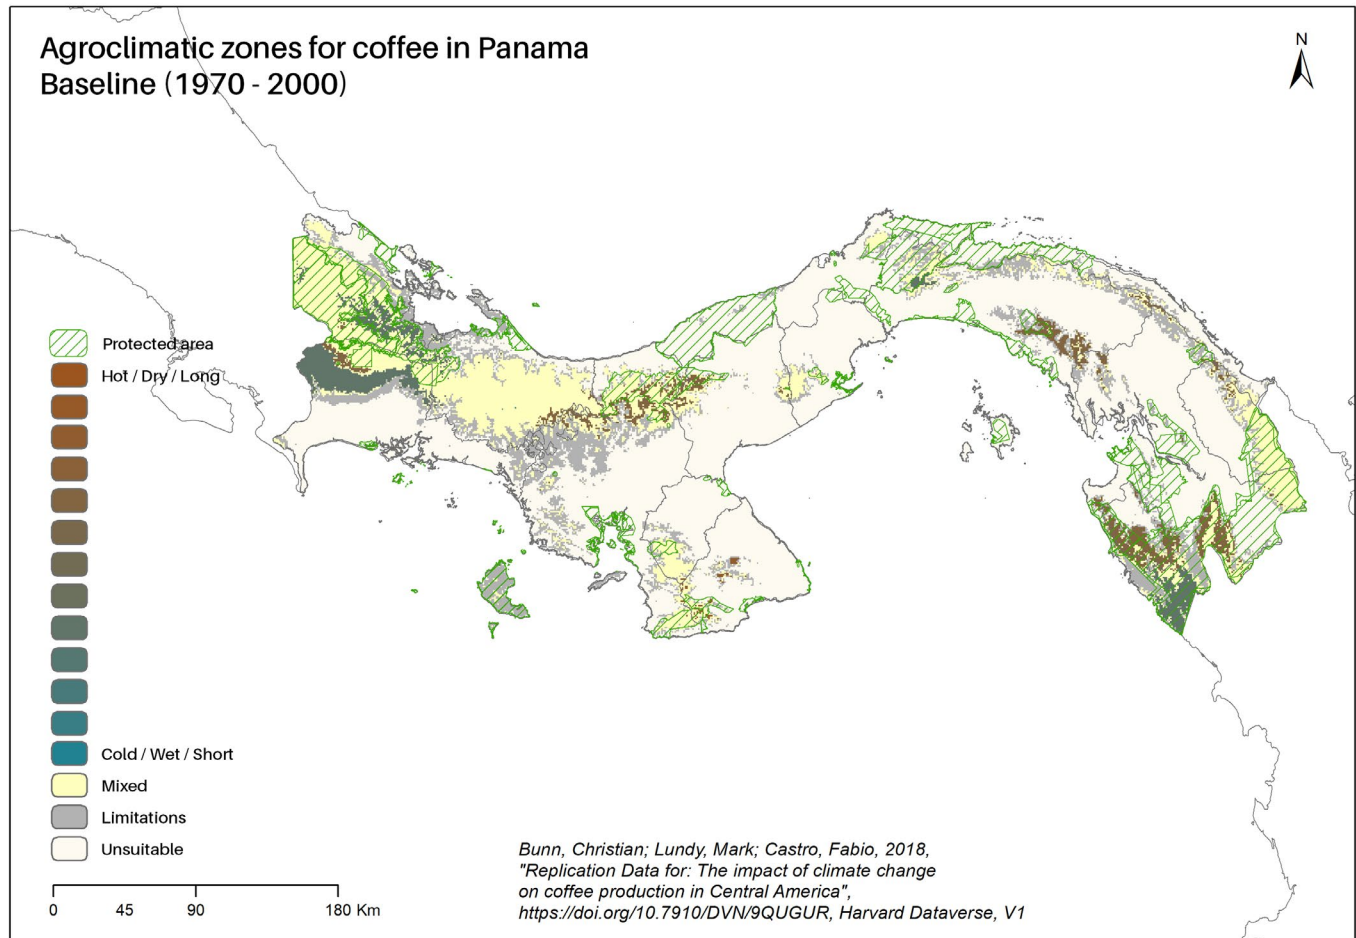 Agroclimatic zones for coffee in Panama
Baseline (1970 - 2000)
N
Protected area
Hot / Dry / Long
Cold / Wet / Short
Mixed
Limitations
Unsuitable
0 45 90 180 Km
Bunn, Christian; Lundy, Mark; Castro, Fabio, 2018,
"Replication Data for: The impact of climate change
on coffee production in Central America",
https://doi.org/10.7910/DVN/9QUGUR, Harvard Dataverse, V1